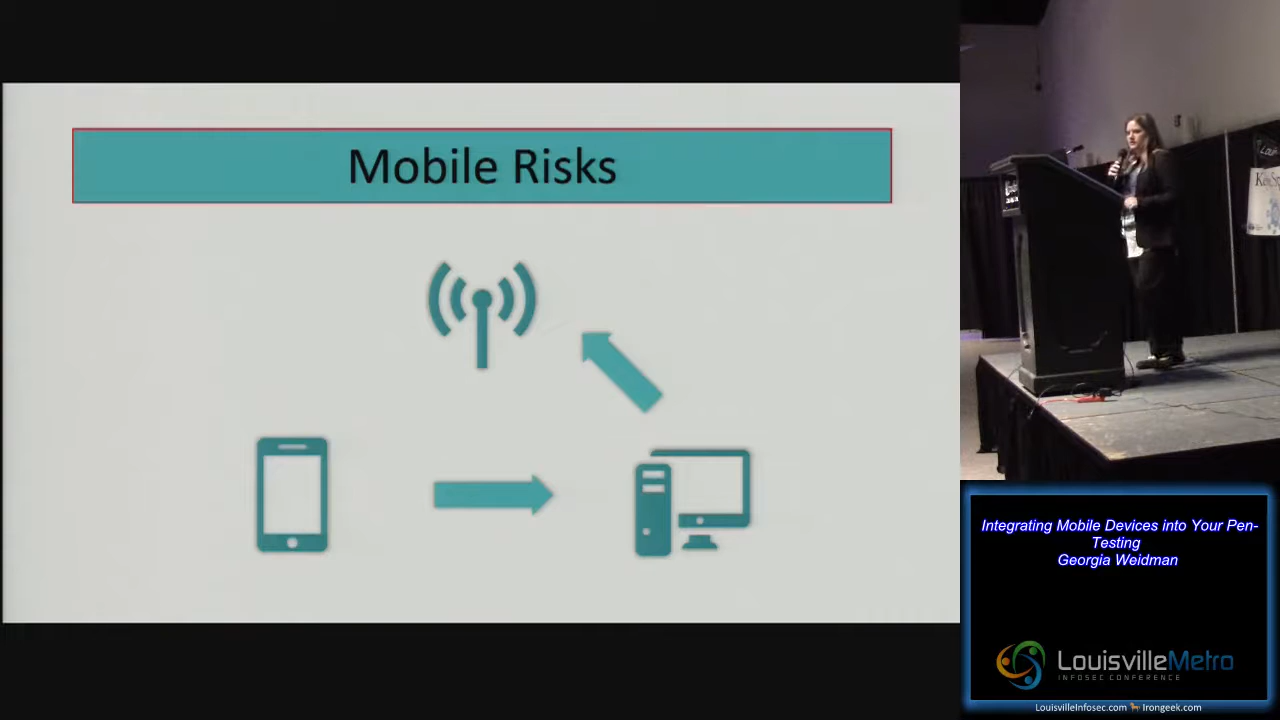 Mobile Risks
Integrating Mobile Devices into Your Pen-
Testing
Georgia Weidman
LouisvilleMetro
INFOSEC CONFERENCE
LouisvilleInfosec.com Irongeek.com